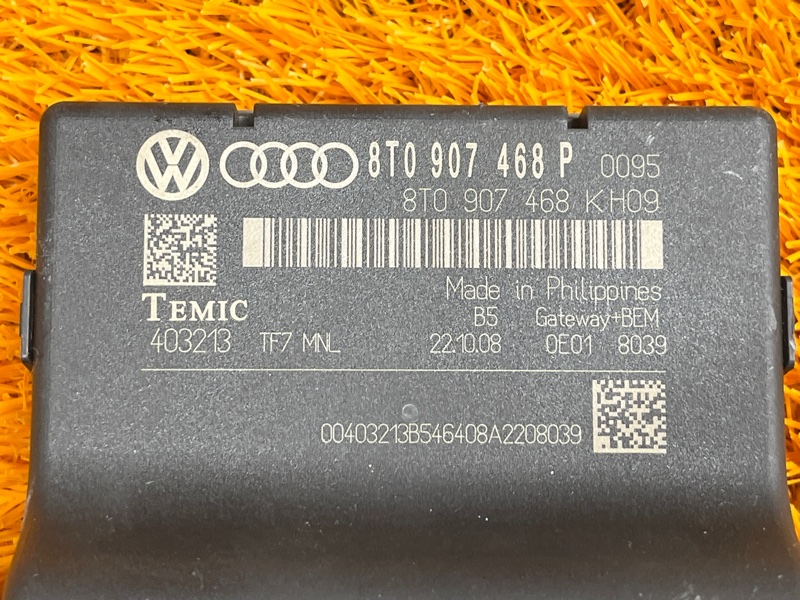 8T0 907 468 P 0095
8T0 907 468 K H09
Made in Philippines
TEMIC B5 Gateway+BEM
403213 TF7 MNL 22.10.08 0E01 8039
00403213B546408A2208039